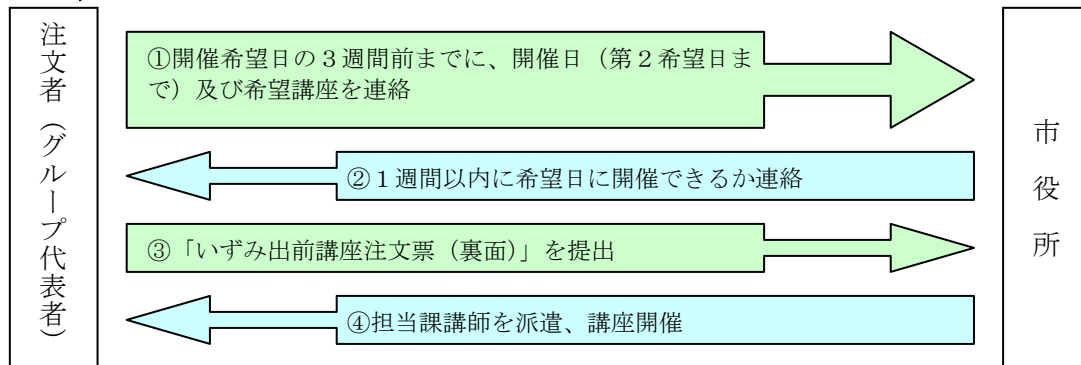 注文者（グループ代表者）
①開催希望日の３週間前までに、開催日（第２希望日ま
で）及び希望講座を連絡
②１週間以内に希望日に開催できるか連絡
③「いずみ出前講座注文票（裏面）」を提出
④担当課講師を派遣、講座開催
市役所